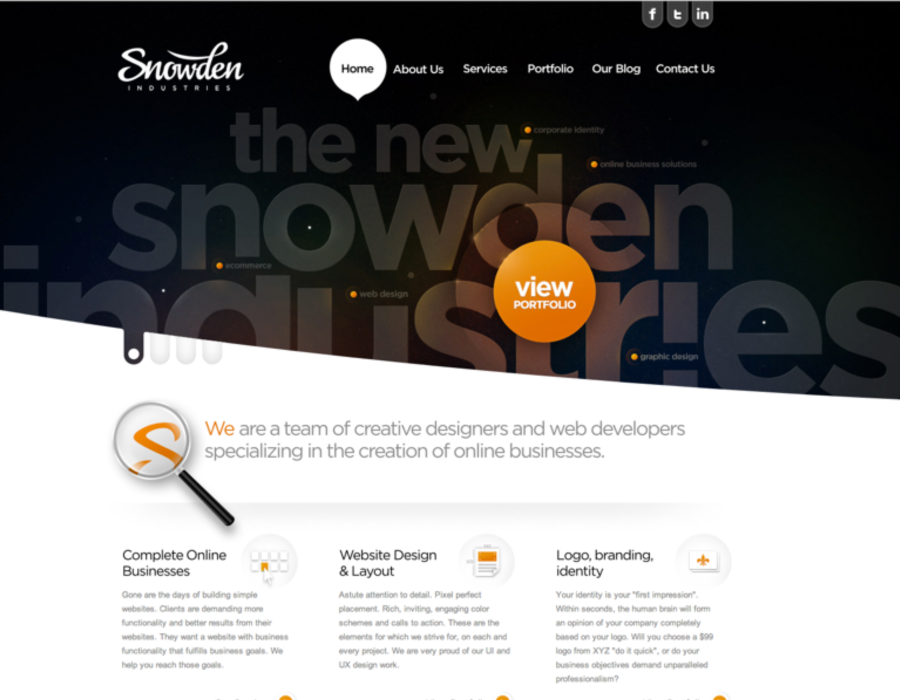 f t in
Snowden
INDUSTRIES
Home About Us Services Portfolio Our Blog Contact Us
the new
corporate identity
online business solutions
snowden
ecommerce
web design
industries
view
PORTFOLIO
graphic design
We are a team of creative designers and web developers
specializing in the creation of online businesses.
Complete Online
Businesses
Gone are the days of building simple
websites. Clients are demanding more
functionality and better results from their
websites. They want a website with business
functionality that fulfills business goals. We
help you reach those goals.
Website Design
& Layout
Astute attention to detail. Pixel perfect
placement. Rich, inviting, engaging color
schemes and calls to action. These are the
elements for which we strive for, on each and
every project. We are very proud of our UI and
UX design work.
Logo, branding,
identity
Your identity is your "first impression".
Within seconds, the human brain will form
an opinion of your company completely
based on your logo. Will you choose a $99
logo from XYZ "do it quick", or do your
business objectives demand unparalleled
professionalism?